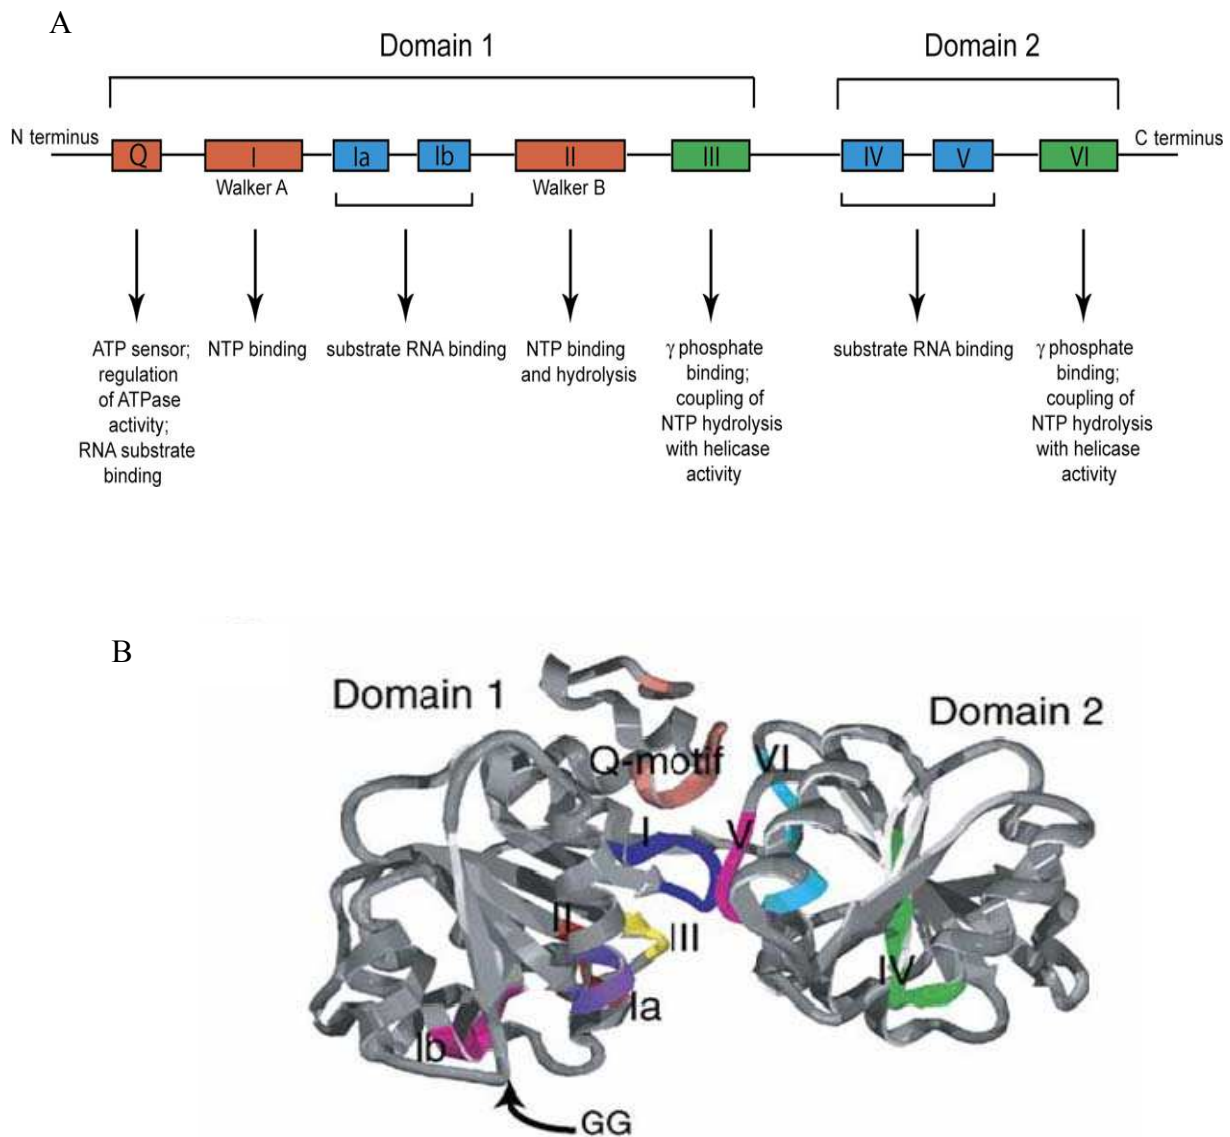 A
Domain 1
Domain 2
N terminus
Q
I
Ia
Ib
II
III
IV
V
VI
C terminus
Walker A
Walker B
ATP sensor;
regulation
of ATPase
activity;
RNA substrate
binding
NTP binding
substrate RNA binding
NTP binding
and hydrolysis
γ phosphate
binding;
coupling of
NTP hydrolysis
with helicase
activity
substrate RNA binding
γ phosphate
binding;
coupling of
NTP hydrolysis
with helicase
activity
B
Domain 1
Domain 2
Q-motif
VI
I
V
II
III
IV
Ia
Ib
GG